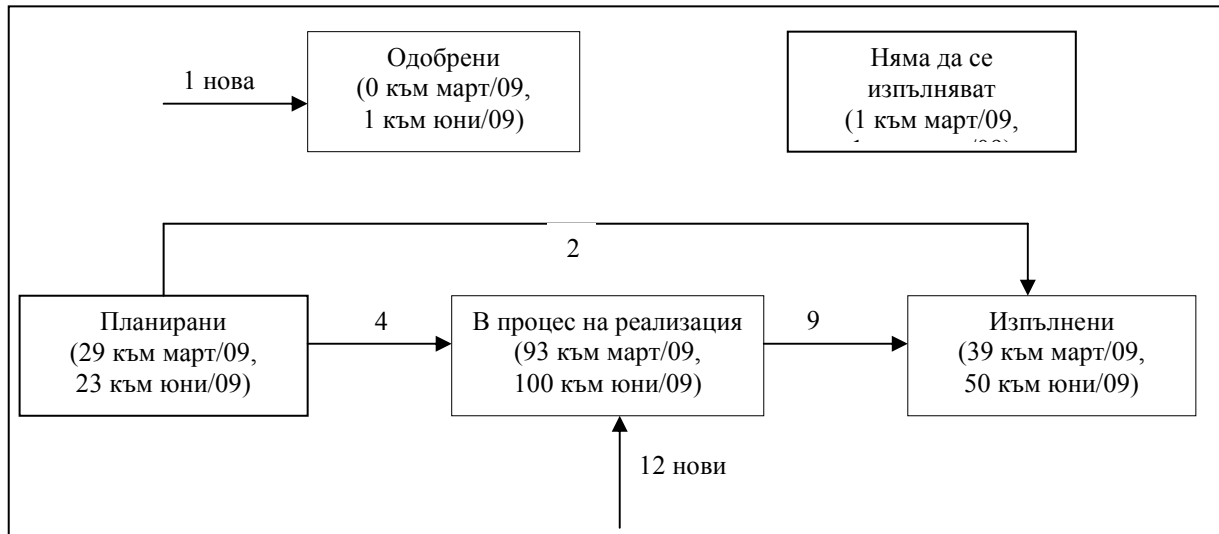 Одобрени
(0 към март/09,
1 към юни/09)
Няма да се
изпълняват
(1 към март/09,
1 нова
2
Планирани
(29 към март/09,
23 към юни/09)
4
В процес на реализация
(93 към март/09,
100 към юни/09)
9
Изпълнени
(39 към март/09,
50 към юни/09)
12 нови